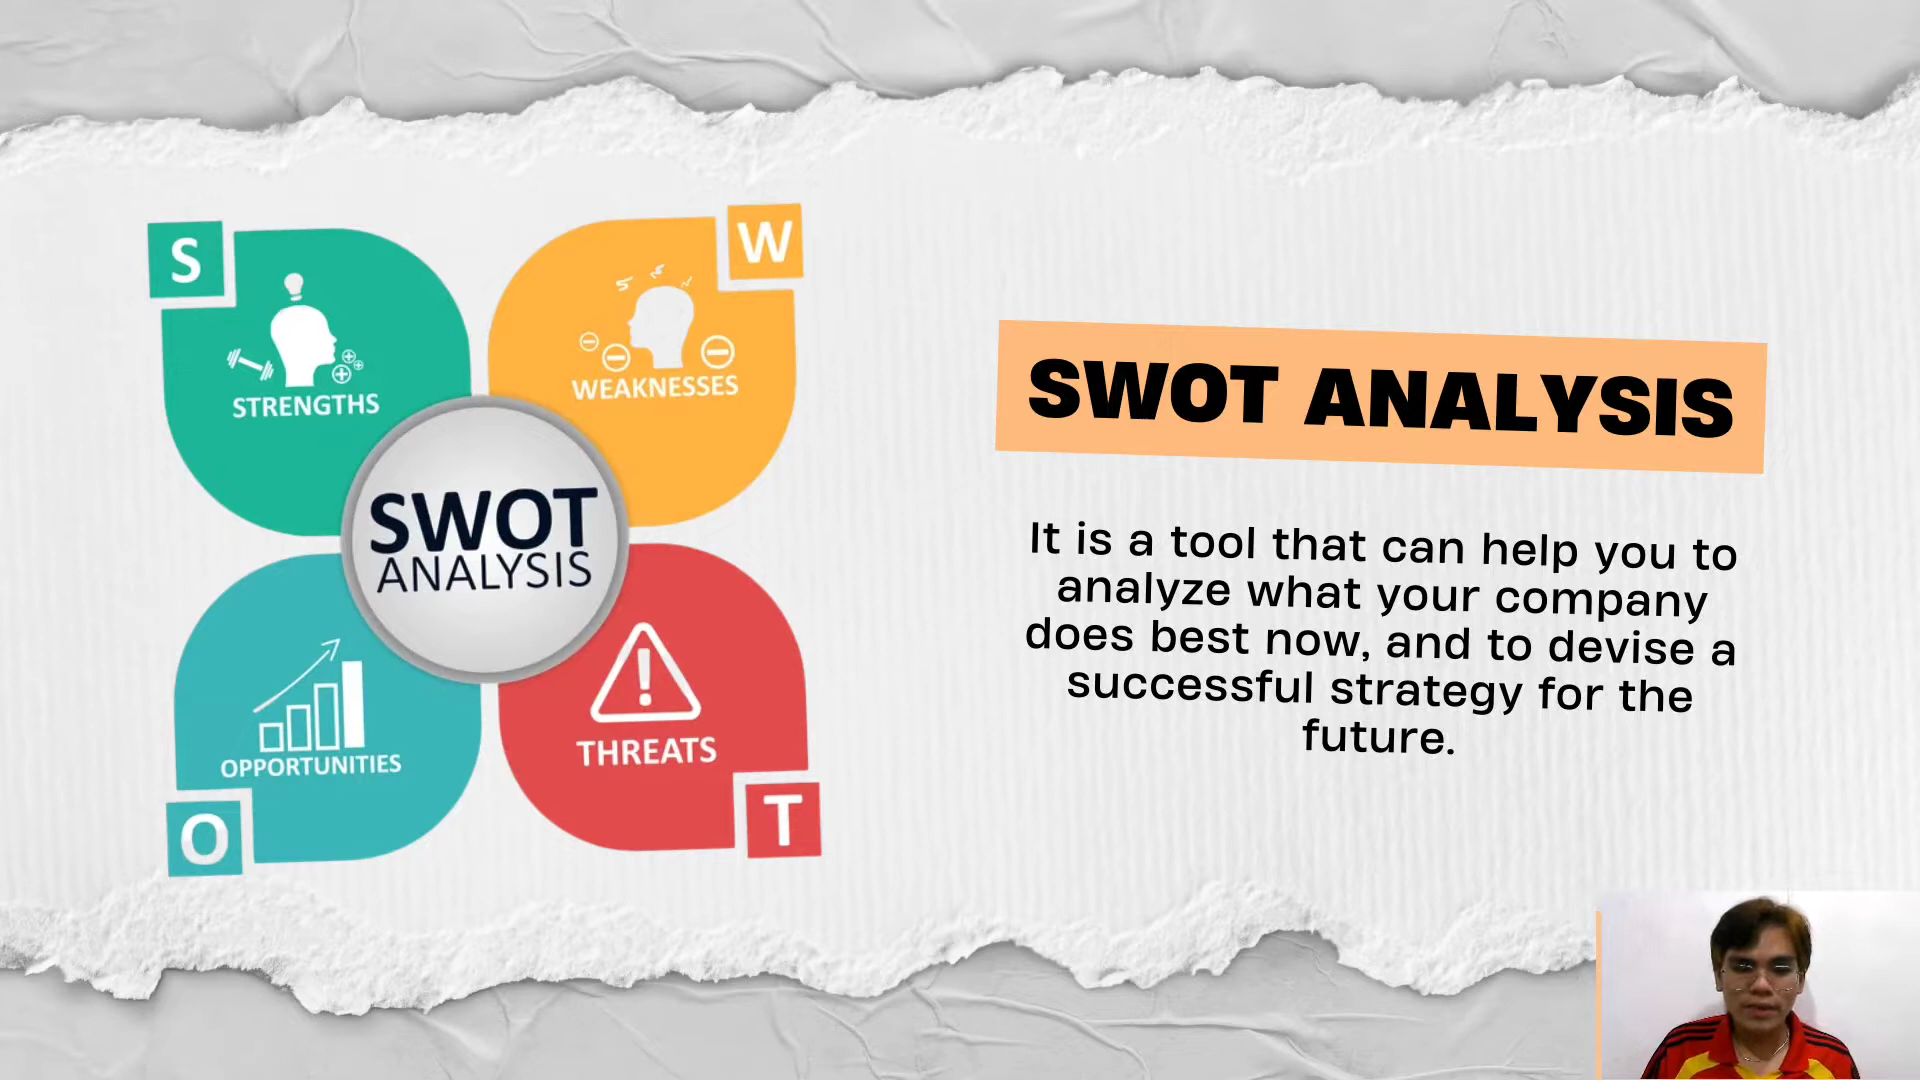 S
STRENGTHS
W
WEAKNESSES
SWOT
ANALYSIS
OPPORTUNITIES
O
THREATS
T
SWOT ANALYSIS
It is a tool that can help you to
analyze what your company
does best now, and to devise a
successful strategy for the
future.